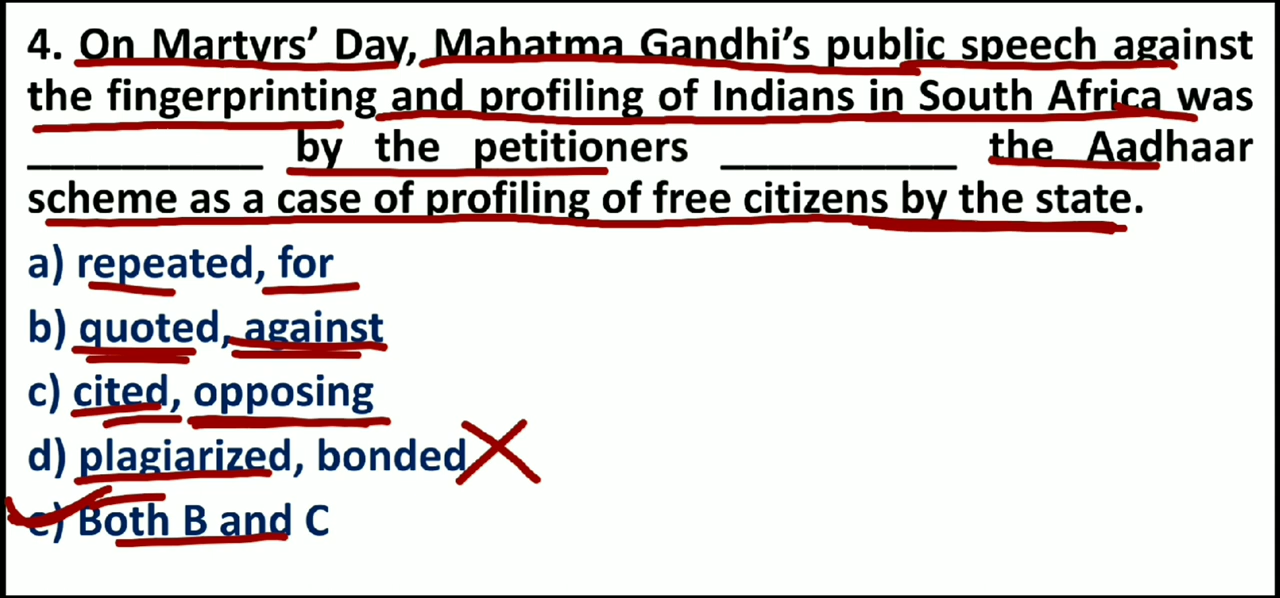 4. On Martyrs' Day, Mahatma Gandhi's public speech against
the fingerprinting and profiling of Indians in South Africa was
__________ by the petitioners __________ the Aadhaar
scheme as a case of profiling of free citizens by the state.
a) repeated, for
b) quoted, against
c) cited, opposing
d) plagiarized, bonded
e) Both B and C